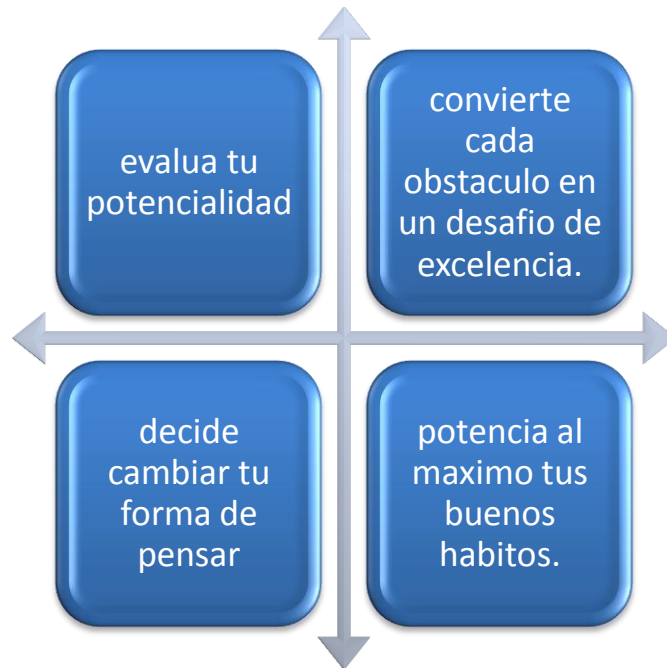 evalua tu
potencialidad
convierte
cada
obstaculo en
un desafio de
excelencia.
decide
cambiar tu
forma de
pensar
potencia al
maximo tus
buenos
habitos.